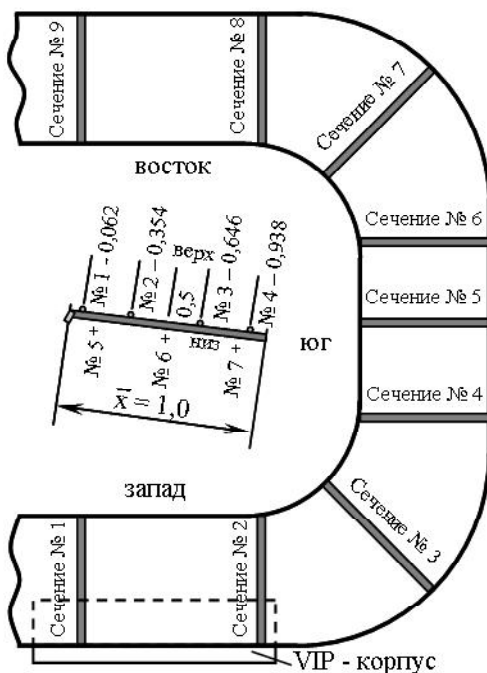 Сечение № 9
Сечение № 8
Сечение № 7
восток
Сечение № 6
Сечение № 5
Сечение № 4
юг
№ 1 - 0,062
№ 2 – 0,354
верх
0,5
№ 3 – 0,646
№ 4 – 0,938
№ 5 +
№ 6 +
низ
№ 7 +
x = 1,0
запад
Сечение № 1
Сечение № 2
Сечение № 3
VIP - корпус